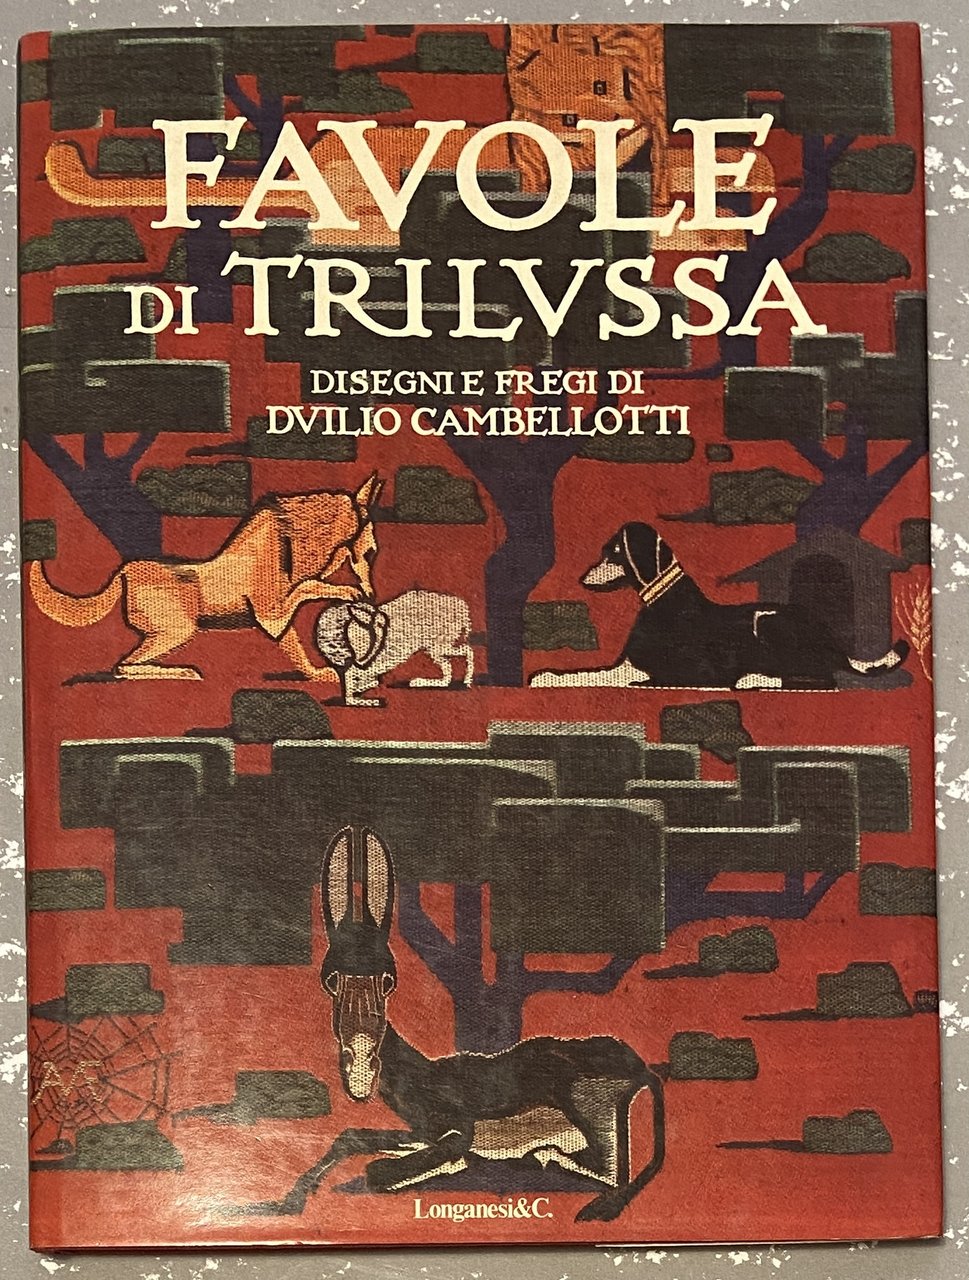 FAVOLE
DI TRILVSSA
DISEGNI E FREGI DI
DVILIO CAMBELLOTTI
Longanesi&C.